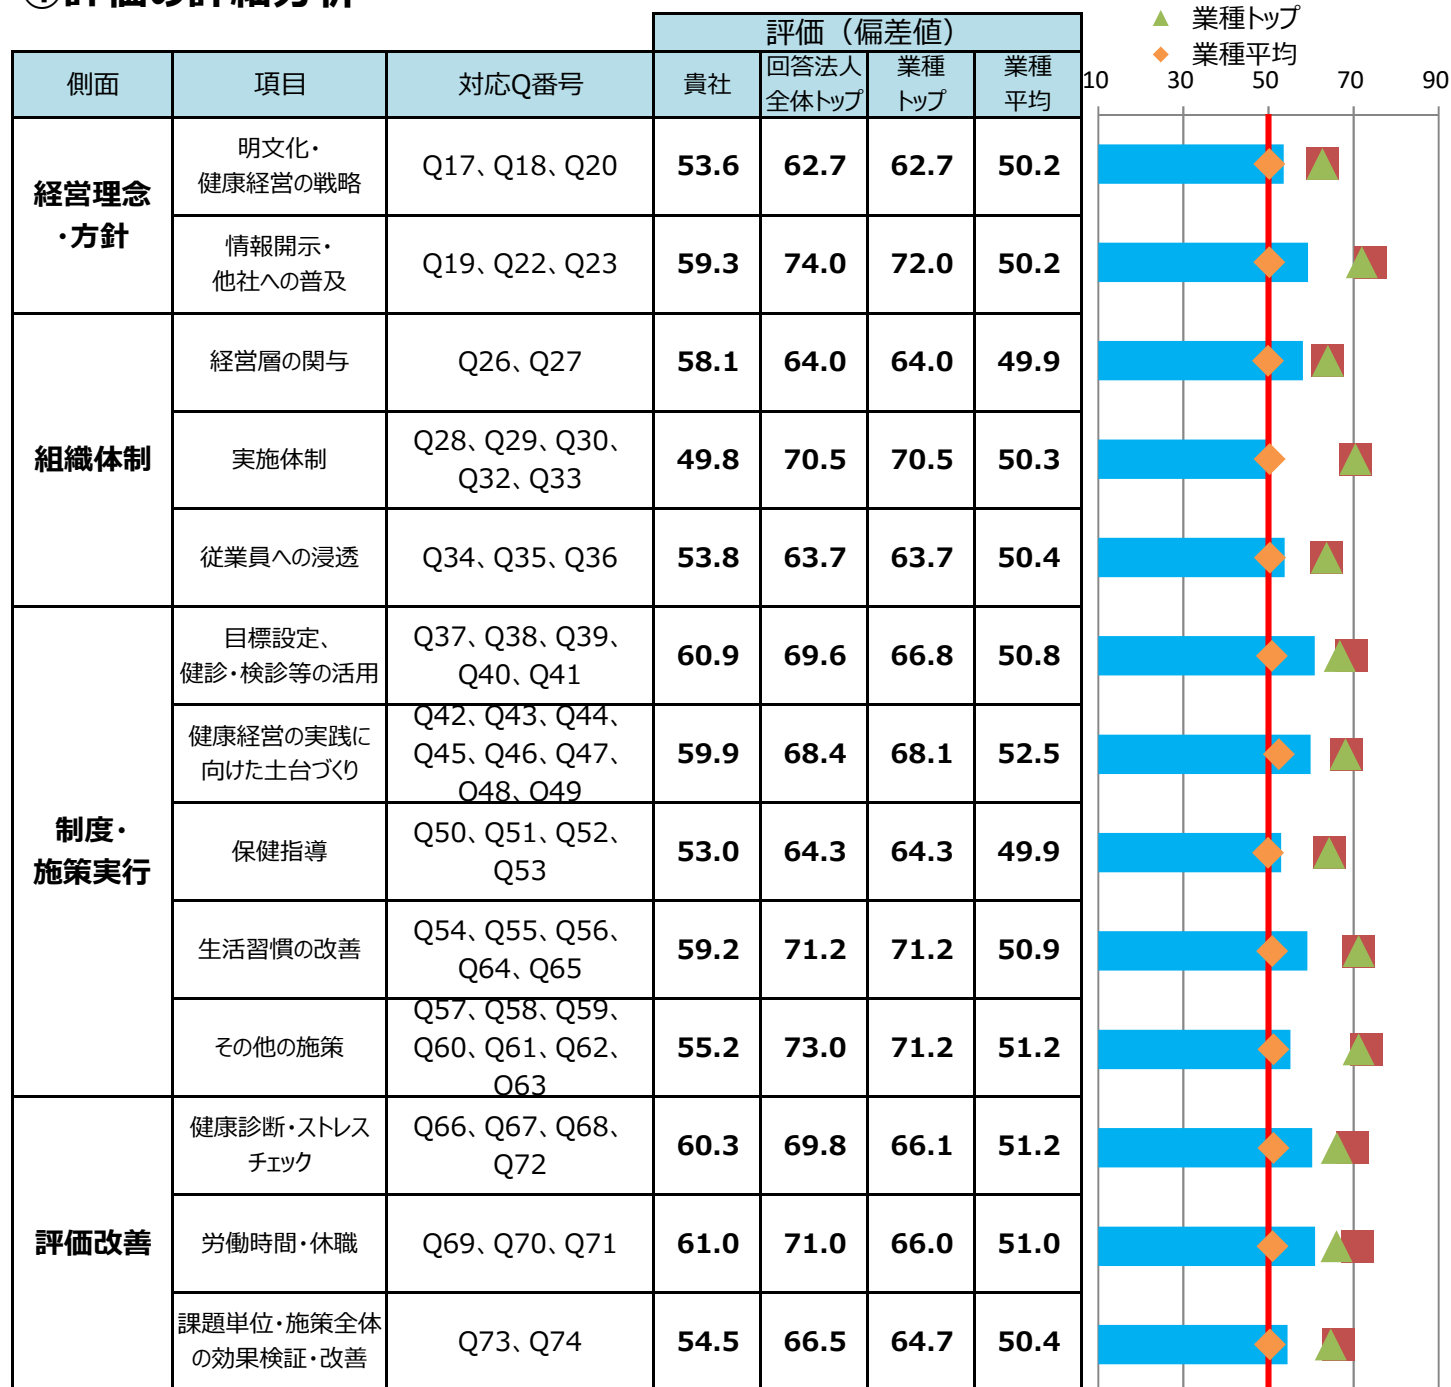 ④評価の詳細分析
▲ 業種トップ
◆ 業種平均
評価（偏差値）
側面 項目 対応Q番号 貴社 回答法人 業種 業種
全体トップ トップ 平均
10 30 50 70 90
経営理念
・方針
明文化・
健康経営の戦略
Q17、Q18、Q20 53.6 62.7 62.7 50.2
情報開示・
他社への普及
Q19、Q22、Q23 59.3 74.0 72.0 50.2
組織体制
経営層の関与 Q26、Q27 58.1 64.0 64.0 49.9
実施体制
Q28、Q29、Q30、
Q32、Q33
49.8 70.5 70.5 50.3
従業員への浸透 Q34、Q35、Q36 53.8 63.7 63.7 50.4
制度・
施策実行
目標設定、
健診・検診等の活用
Q37、Q38、Q39、
Q40、Q41
60.9 69.6 66.8 50.8
健康経営の実践に
向けた土台づくり
Q42、Q43、Q44、
Q45、Q46、Q47、
Q48、Q49
59.9 68.4 68.1 52.5
保健指導
Q50、Q51、Q52、
Q53
53.0 64.3 64.3 49.9
生活習慣の改善
Q54、Q55、Q56、
Q64、Q65
59.2 71.2 71.2 50.9
その他の施策
Q57、Q58、Q59、
Q60、Q61、Q62、
Q63
55.2 73.0 71.2 51.2
評価改善
健康診断・ストレス
チェック
Q66、Q67、Q68、
Q72
60.3 69.8 66.1 51.2
労働時間・休職 Q69、Q70、Q71 61.0 71.0 66.0 51.0
課題単位・施策全体
の効果検証・改善
Q73、Q74 54.5 66.5 64.7 50.4